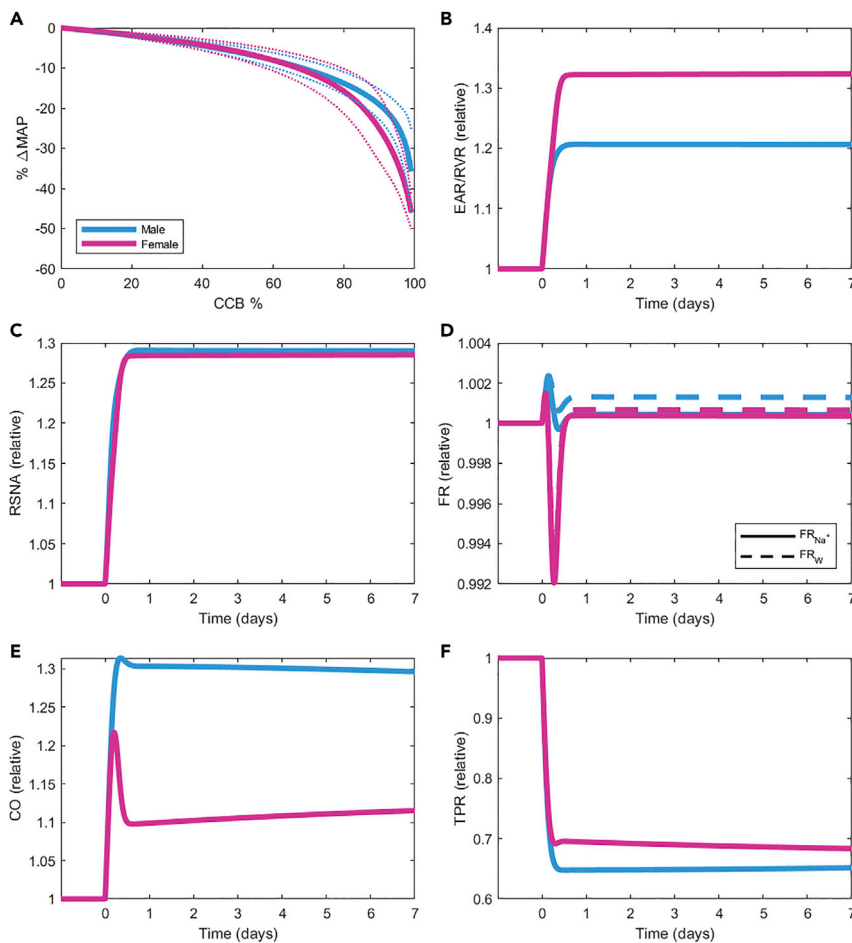 A
0
-10
-20
-30
-40
-50
-60
% ΔMAP
Male
Female
0 20 40 60 80 100
CCB %
B
1.4
1.3
1.2
1.1
1
EAR/RVR (relative)
0 1 2 3 4 5 6 7
Time (days)
C
1.3
1.25
1.2
1.15
1.1
1.05
1
RSNA (relative)
0 1 2 3 4 5 6 7
Time (days)
D
1.004
1.002
1
0.998
0.996
0.994
0.992
FR (relative)
FR_Na⁺
FR_W
0 1 2 3 4 5 6 7
Time (days)
E
1.3
1.25
1.2
1.15
1.1
1.05
1
CO (relative)
0 1 2 3 4 5 6 7
Time (days)
F
1
0.9
0.8
0.7
0.6
TPR (relative)
0 1 2 3 4 5 6 7
Time (days)